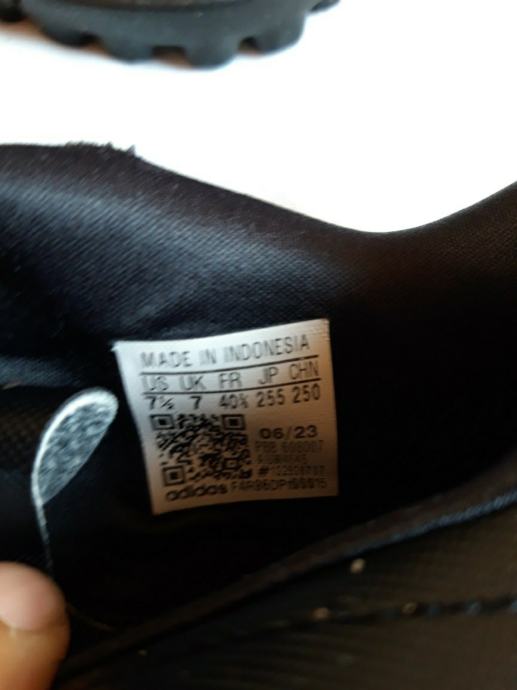 MADE IN INDONESIA
US UK FR JP CHN
7½ 7 40⅔ 255 250
06/23
adidas